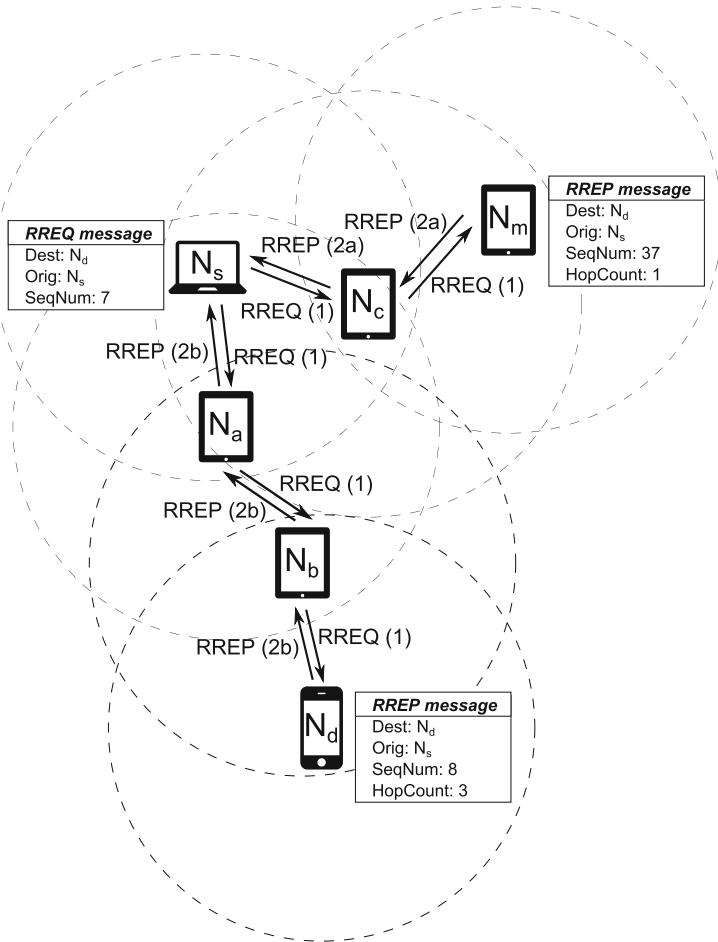 RREP message
Dest: Nd
Orig: Ns
SeqNum: 37
HopCount: 1
Nm
RREP (2a)
RREQ (1)
RREQ message
Dest: Nd
Orig: Ns
SeqNum: 7
Ns
RREP (2a)
RREQ (1)
Nc
RREP (2b)
RREQ (1)
Na
RREQ (1)
RREP (2b)
Nb
RREQ (1)
RREP (2b)
Nd
RREP message
Dest: Nd
Orig: Ns
SeqNum: 8
HopCount: 3